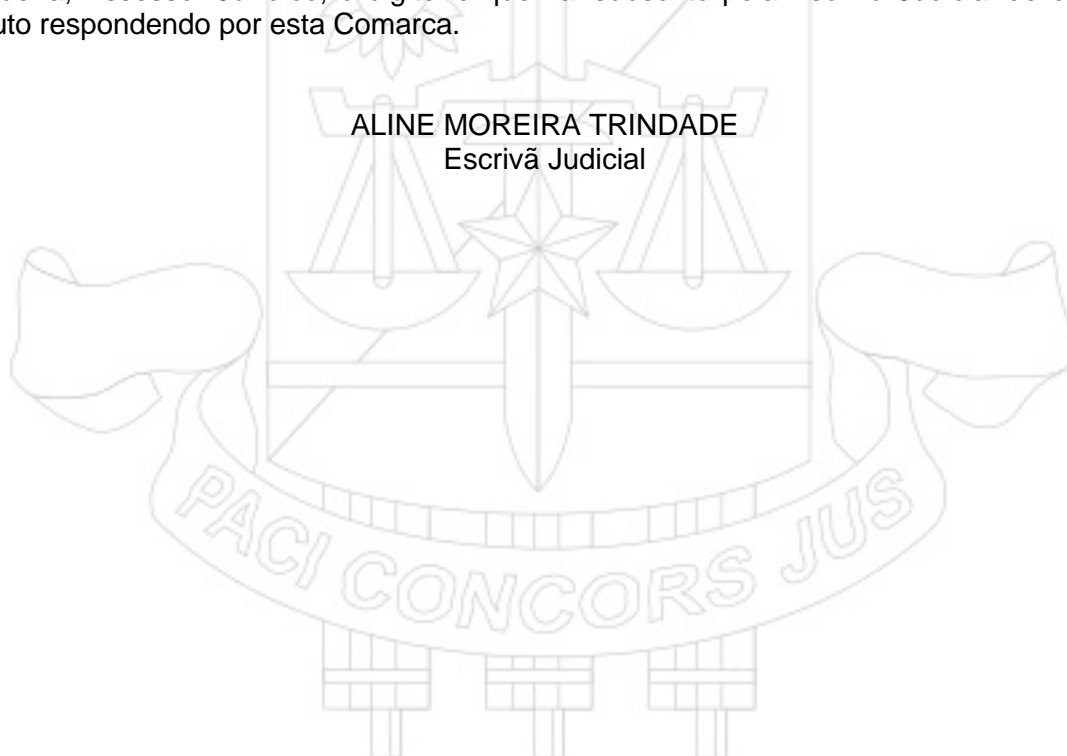 uto respondendo por esta Comarca.
ALINE MOREIRA TRINDADE
Escrivã Judicial
PACI CONCORS JUS